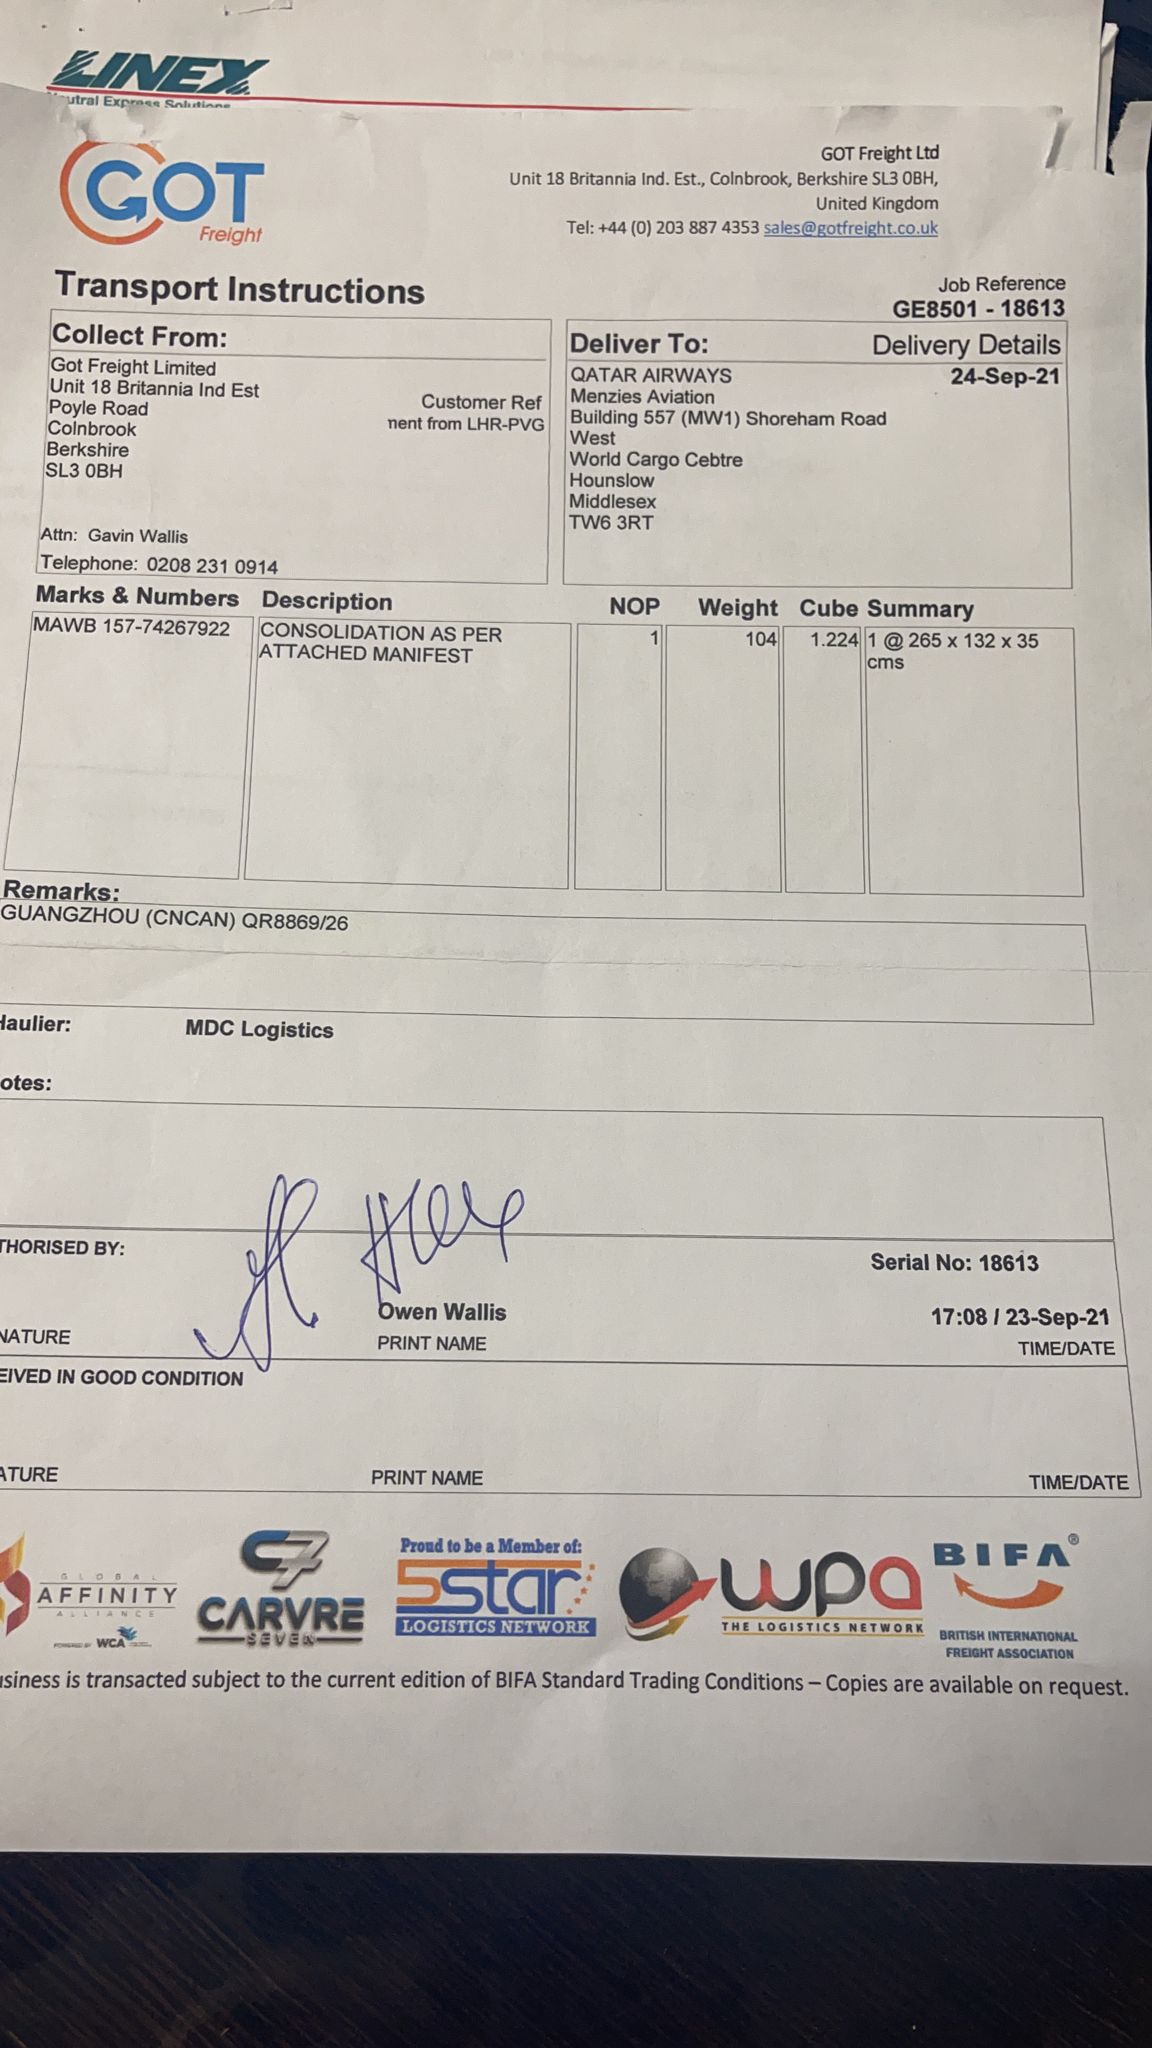 LINEX
utral Express Solutions
GOT
Freight
GOT Freight Ltd
Unit 18 Britannia Ind. Est., Colnbrook, Berkshire SL3 0BH,
United Kingdom
Tel: +44 (0) 203 887 4353 sales@gotfreight.co.uk
Transport Instructions
Job Reference
GE8501 - 18613
Collect From:
Got Freight Limited
Unit 18 Britannia Ind Est
Poyle Road
Colnbrook
Berkshire
SL3 0BH
Customer Ref
nent from LHR-PVG
Attn: Gavin Wallis
Telephone: 0208 231 0914
Deliver To: Delivery Details
QATAR AIRWAYS 24-Sep-21
Menzies Aviation
Building 557 (MW1) Shoreham Road
West
World Cargo Cebtre
Hounslow
Middlesex
TW6 3RT
Marks & Numbers Description NOP Weight Cube Summary
MAWB 157-74267922 CONSOLIDATION AS PER 1 104 1.224 1 @ 265 x 132 x 35
ATTACHED MANIFEST cms
Remarks:
GUANGZHOU (CNCAN) QR8869/26
Haulier: MDC Logistics
otes:
THORISED BY:
Serial No: 18613
Owen Wallis 17:08 / 23-Sep-21
NATURE PRINT NAME TIME/DATE
EIVED IN GOOD CONDITION
ATURE PRINT NAME TIME/DATE
GLOBAL
AFFINITY
ALLIANCE
POWERED BY WCA
C7
CARVRE
SEVEN
Proud to be a Member of:
5star
LOGISTICS NETWORK
wpa
THE LOGISTICS NETWORK
BIFA®
BRITISH INTERNATIONAL
FREIGHT ASSOCIATION
usiness is transacted subject to the current edition of BIFA Standard Trading Conditions – Copies are available on request.